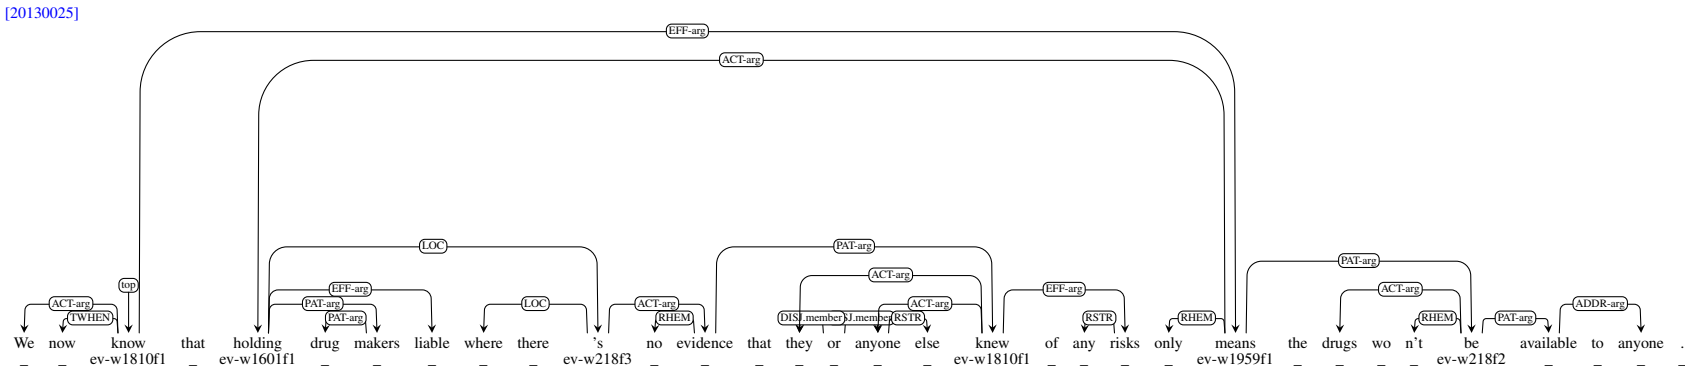 [20130025]
EFF-arg
ACT-arg
LOC PAT-arg
PAT-arg
ACT-arg
top EFF-arg EFF-arg
ACT-arg PAT-arg LOC ACT-arg ACT-arg ACT-arg ADDR-arg
TWHEN PAT-arg RHEM DISJ.member SJ.member RSTR RSTR RHEM RHEM PAT-arg
We now know that holding drug makers liable where there 's no evidence that they or anyone else knew of any risks only means the drugs wo n't be available to anyone .
ev-w1810f1 ev-w1601f1 ev-w218f3 ev-w1810f1 ev-w1959f1 ev-w218f2
_ _ _ _ _ _ _ _ _ _ _ _ _ _ _ _ _ _ _ _ _ _ _ _ _ _ _ _ _ _ _ _ _